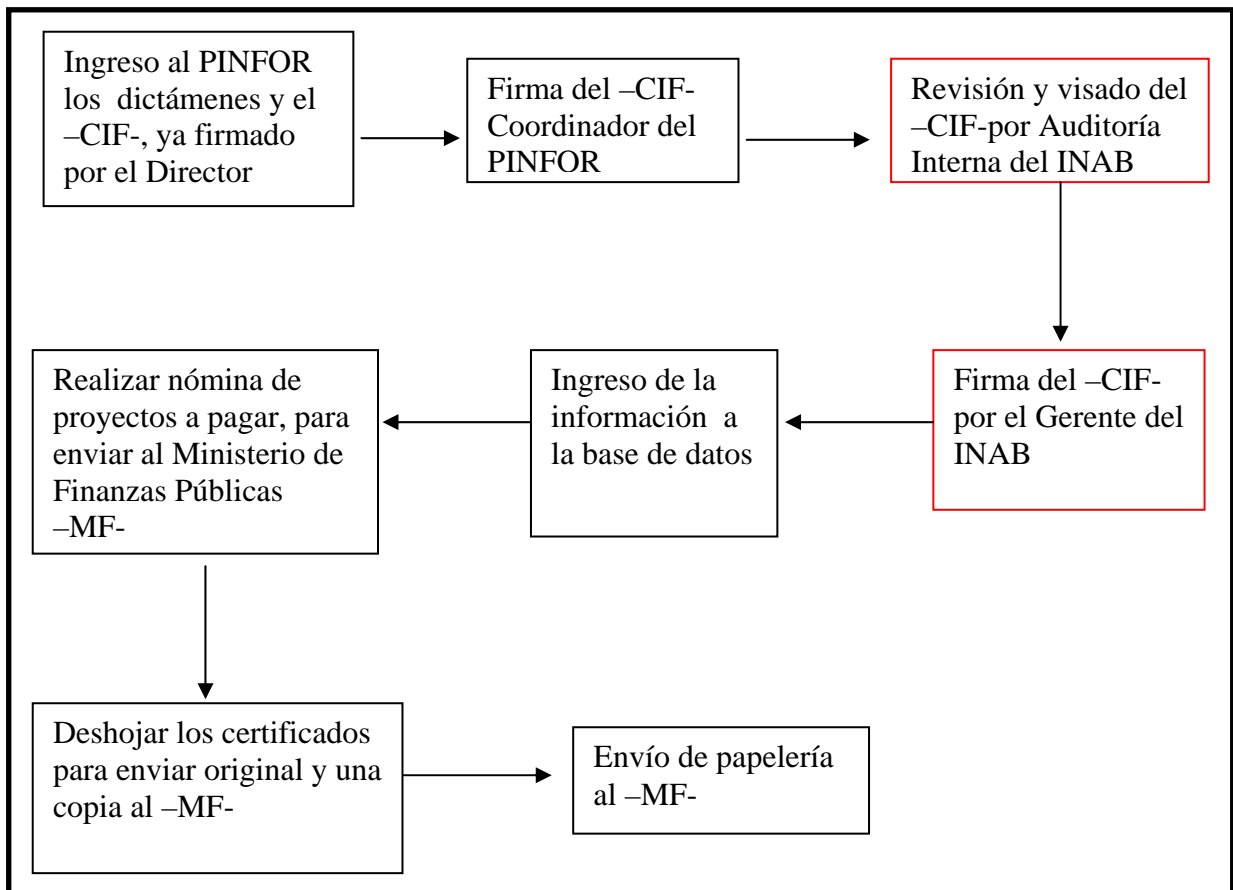 Ingreso al PINFOR
los dictámenes y el
–CIF-, ya firmado
por el Director
Firma del –CIF-
Coordinador del
PINFOR
Revisión y visado del
–CIF-por Auditoría
Interna del INAB
Firma del –CIF-
por el Gerente del
INAB
Ingreso de la
información a
la base de datos
Realizar nómina de
proyectos a pagar, para
enviar al Ministerio de
Finanzas Públicas
–MF-
Deshojar los certificados
para enviar original y una
copia al –MF-
Envío de papelería
al –MF-